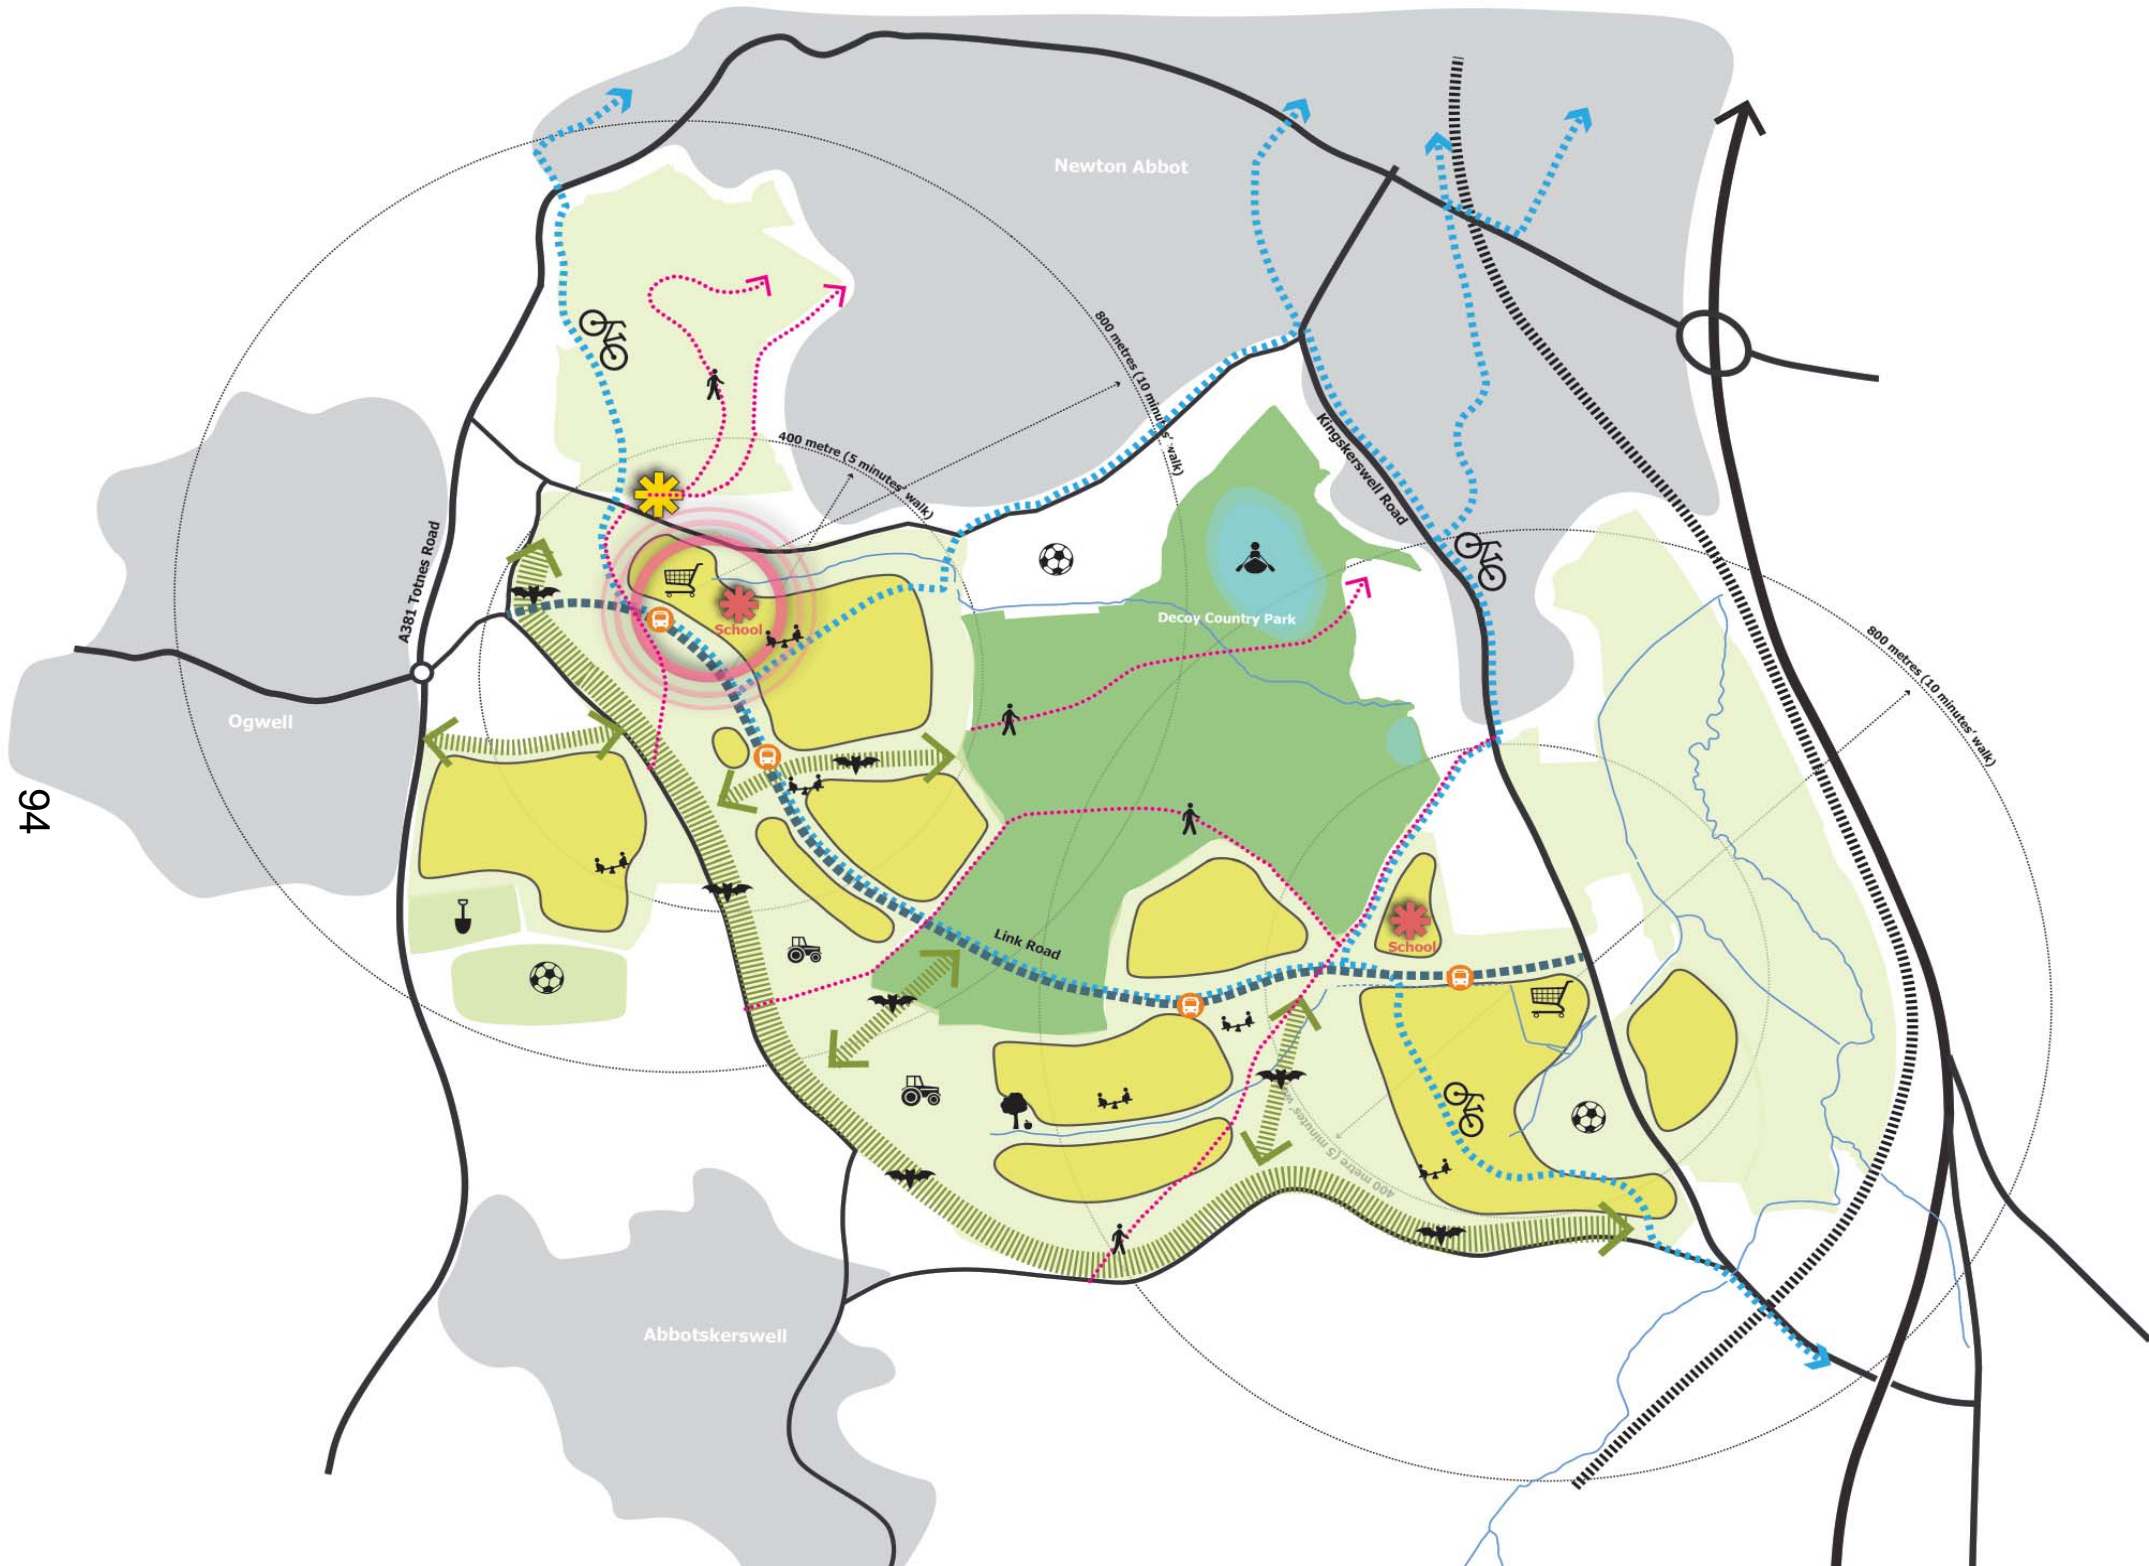 Newton Abbot
800 metres (10 minutes' walk)
400 metre (5 minutes' walk)
Kingskerswell Road
A381 Totnes Road
School
Decoy Country Park
800 metres (10 minutes' walk)
Ogwell
94
School
Link Road
400 metre (5 minutes' w
Abbotskerswell